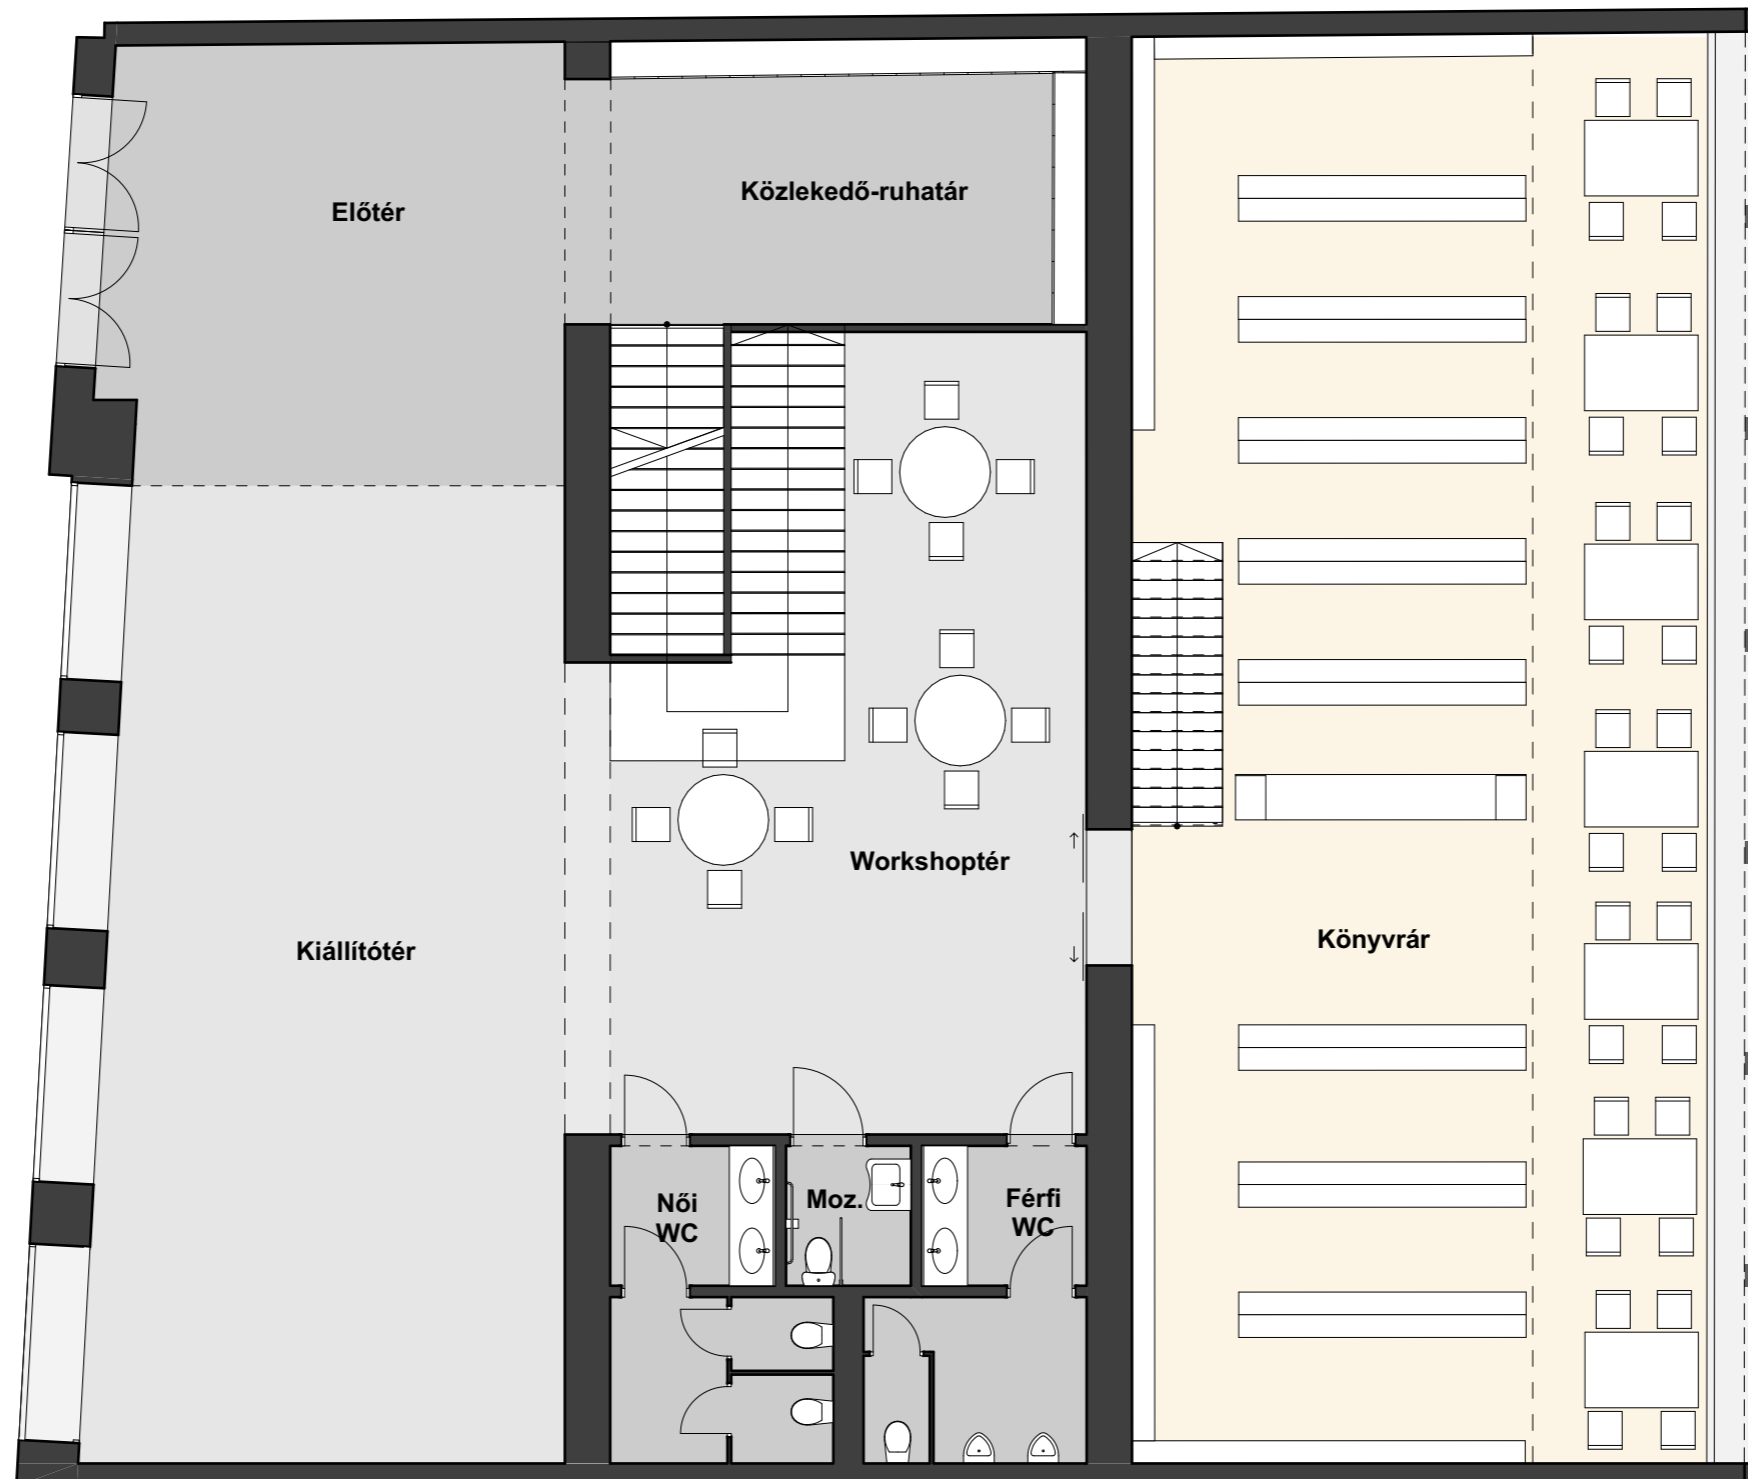 Előtér
Közlekedő-ruhatár
Workshoptér
Kiállítótér
Könyvrár
Női
WC
Moz.
Férfi
WC